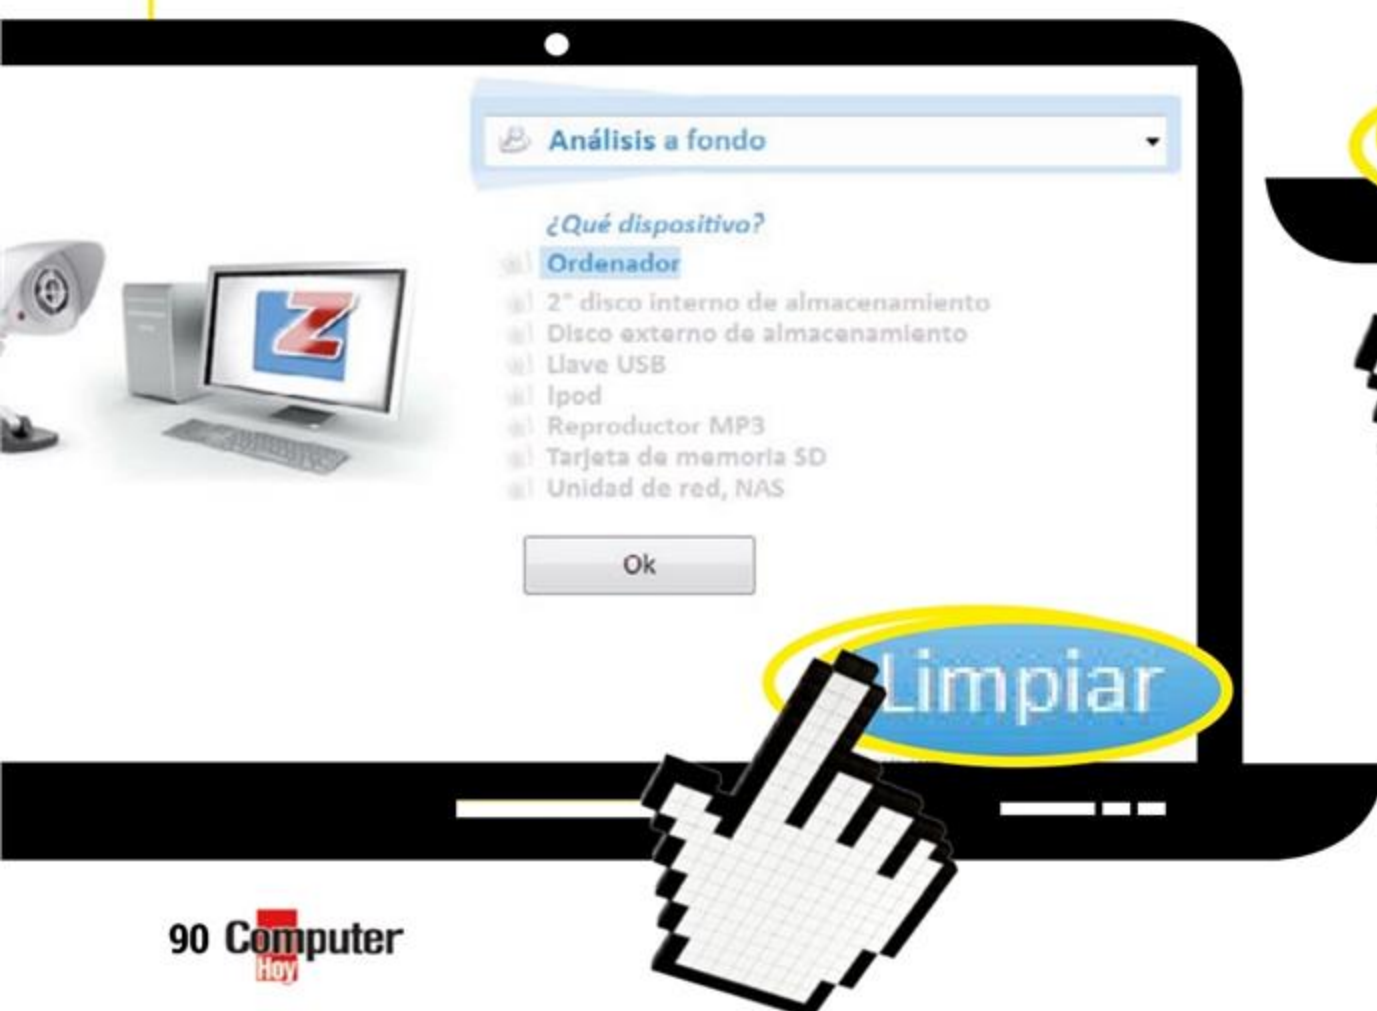 Análisis a fondo
¿Qué dispositivo?
Ordenador
2° disco interno de almacenamiento
Disco externo de almacenamiento
Llave USB
Ipod
Reproductor MP3
Tarjeta de memoria SD
Unidad de red, NAS
Ok
Limpiar
90 Computer
Hoy